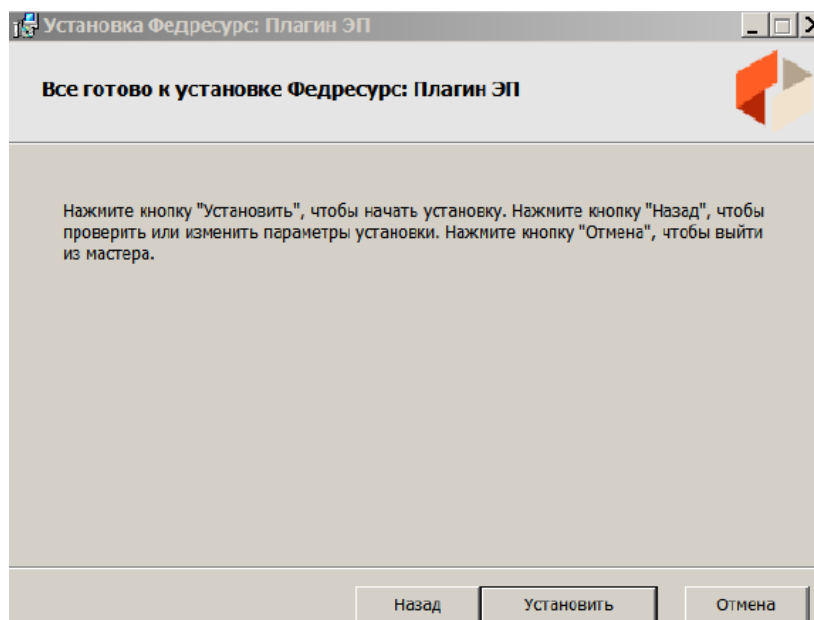 Установка Федресурс: Плагин ЭП
Все готово к установке Федресурс: Плагин ЭП
Нажмите кнопку "Установить", чтобы начать установку. Нажмите кнопку "Назад", чтобы
проверить или изменить параметры установки. Нажмите кнопку "Отмена", чтобы выйти
из мастера.
Назад
Установить
Отмена